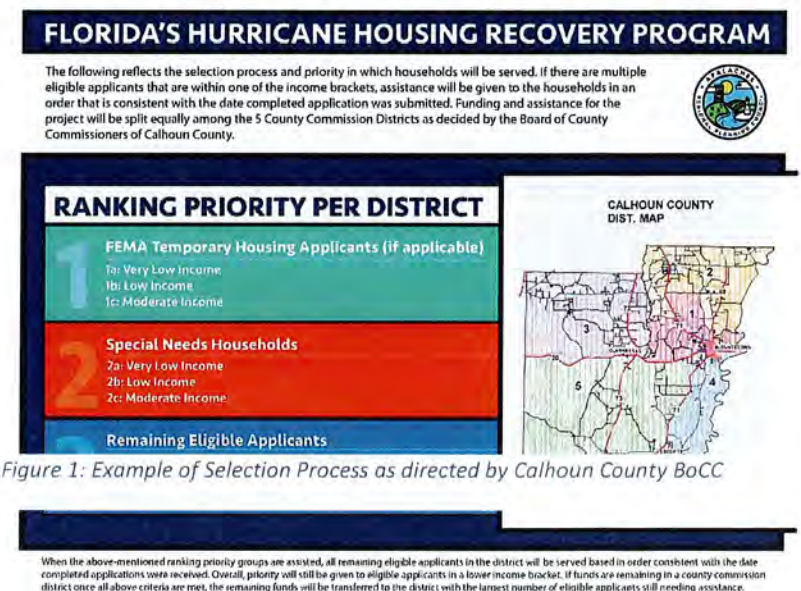 FLORIDA'S HURRICANE HOUSING RECOVERY PROGRAM
The following reflects the selection process and priority in which households will be served. If there are multiple
eligible applicants that are within one of the income brackets, assistance will be given to the households in an
order that is consistent with the date completed application was submitted. Funding and assistance for the
project will be split equally among the 5 County Commission Districts as decided by the Board of County
Commissioners of Calhoun County.
APALACHEE
REGIONAL PLANNING COUNCIL
RANKING PRIORITY PER DISTRICT
CALHOUN COUNTY
DIST. MAP
1
FEMA Temporary Housing Applicants (if applicable)
1a: Very Low Income
1b: Low Income
1c: Moderate Income
2
Special Needs Households
2a: Very Low Income
2b: Low Income
2c: Moderate Income
Remaining Eligible Applicants
2
1
3
4
5
Figure 1: Example of Selection Process as directed by Calhoun County BoCC
When the above-mentioned ranking priority groups are assisted, all remaining eligible applicants in the district will be served based in order consistent with the date
completed applications were received. Overall, priority will still be given to eligible applicants in a lower income bracket. If funds are remaining in a county commission
district once all above criteria are met, the remaining funds will be transferred to the district with the largest number of eligible applicants still needing assistance.